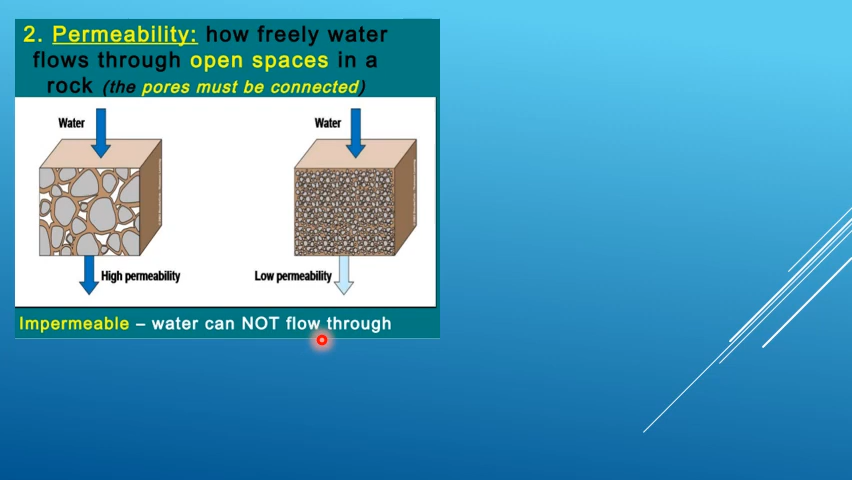 2. Permeability: how freely water
flows through open spaces in a
rock (the pores must be connected)
Water
Water
High permeability
Low permeability
Impermeable – water can NOT flow through